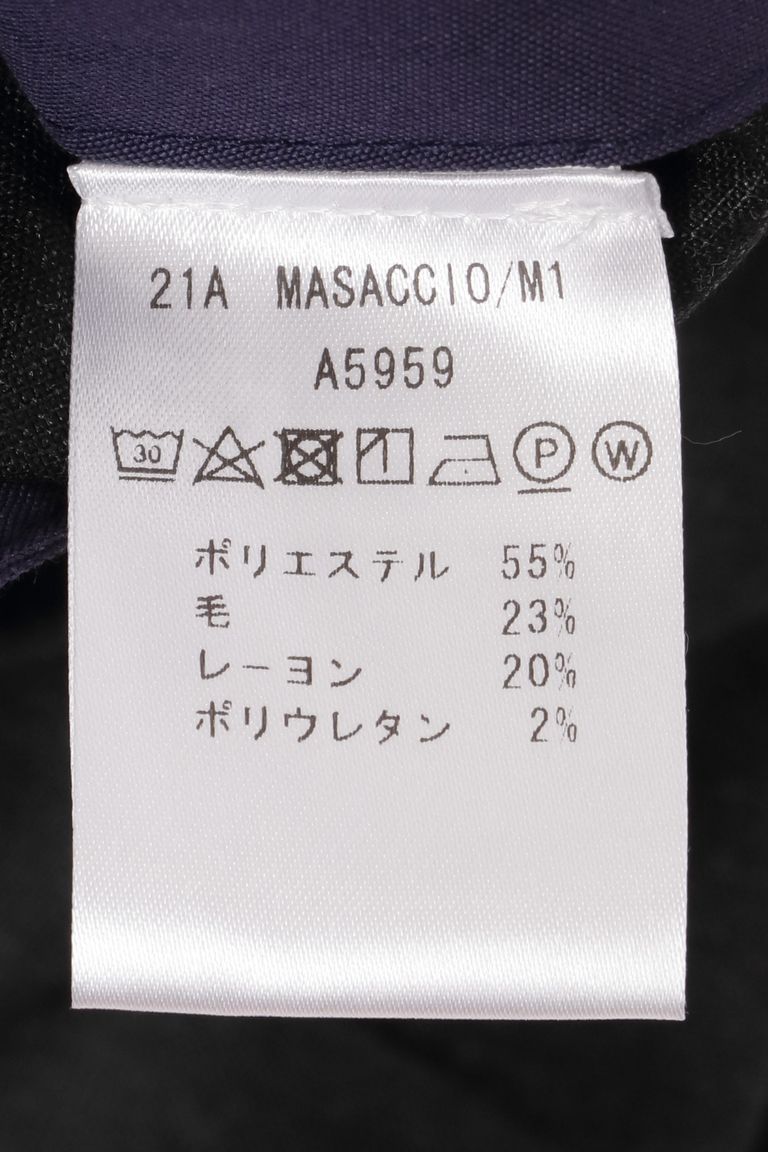 21A MASACCIO/M1
A5959
30 P W
ポリエステル 55%
毛 23%
レーヨン 20%
ポリウレタン 2%